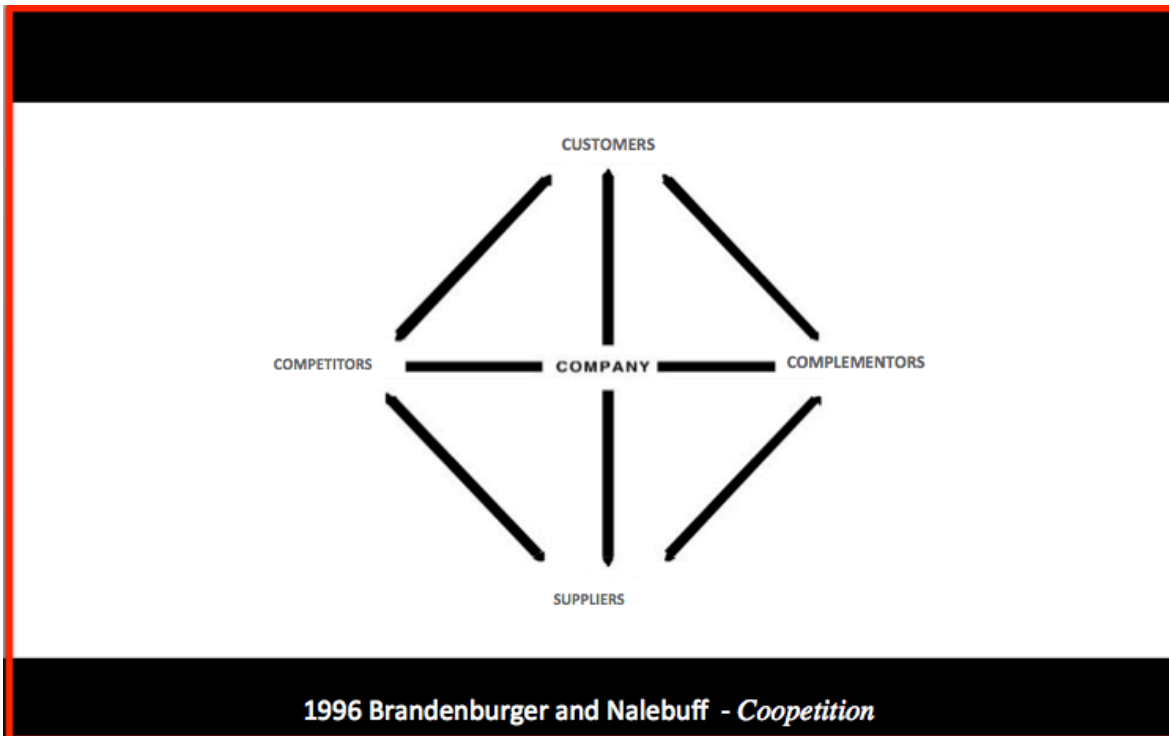 CUSTOMERS
COMPETITORS COMPANY COMPLEMENTORS
SUPPLIERS
1996 Brandenburger and Nalebuff - Coopetition